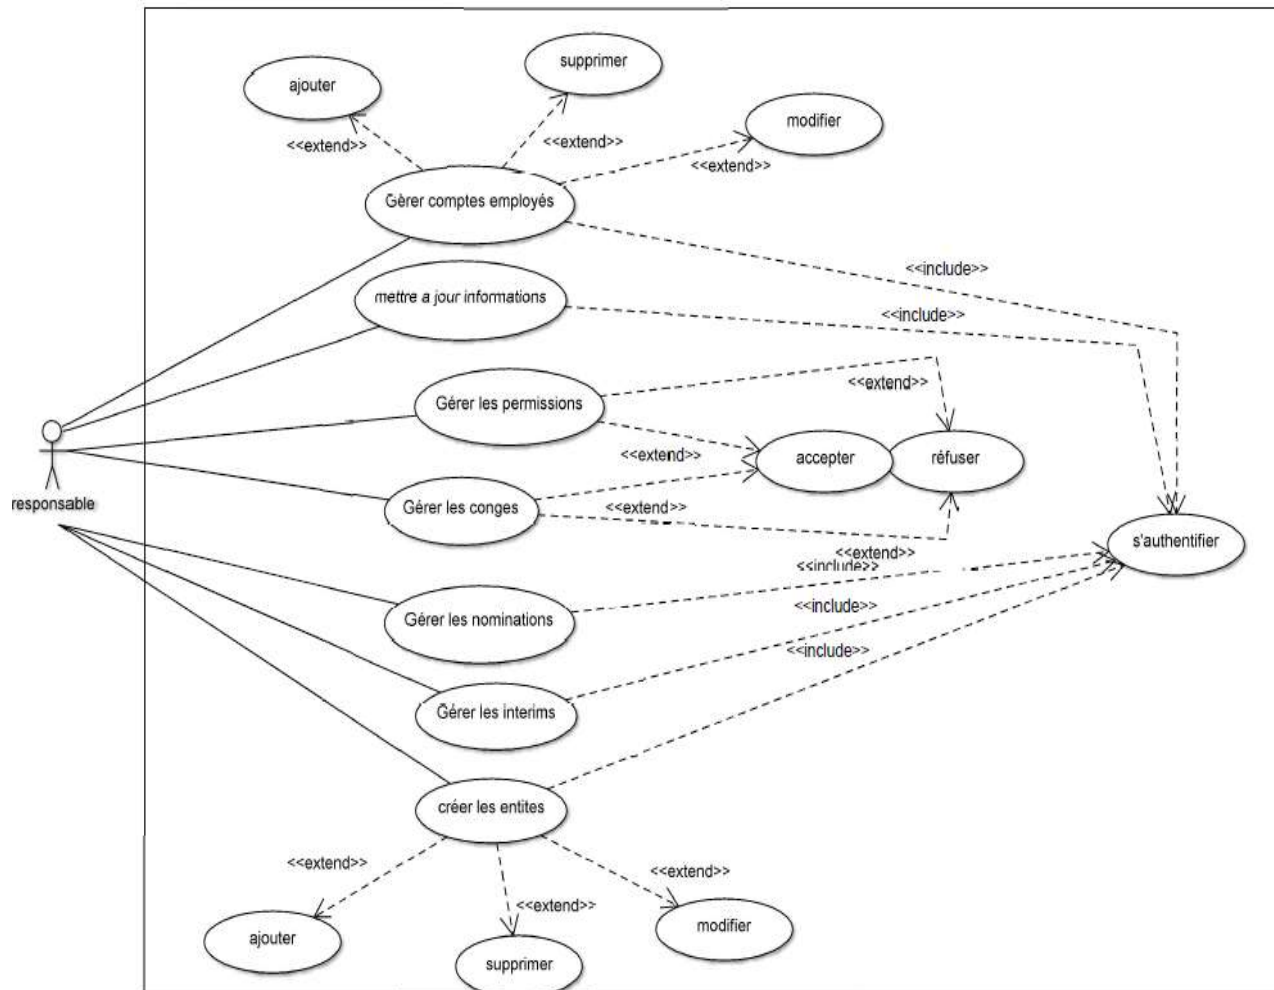 supprimer
ajouter
modifier
<<extend>>
<<extend>>
<<extend>>
Gérer comptes employés
<<include>>
mettre a jour informations
<<include>>
<<extend>>
Gérer les permissions
<<extend>>
accepter
réfuser
<<extend>>
Gérer les conges
responsable
<<extend>>
s'authentifier
<<include>>
<<include>>
Gérer les nominations
<<include>>
Gérer les interims
créer les entites
<<extend>>
<<extend>>
<<extend>>
ajouter
modifier
supprimer